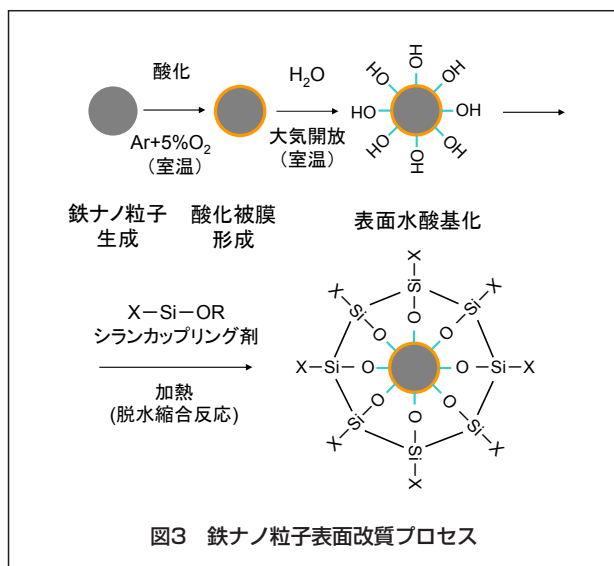 酸化
Ar+5%O2
(室温)
H2O
大気開放
(室温)
HO
HO
HO
HO
OH
OH
OH
OH
鉄ナノ粒子
生成
酸化被膜
形成
表面水酸基化
X－Si－OR
シランカップリング剤
加熱
(脱水縮合反応)
X－Si－O
X－Si－O
X－Si－O
X－Si－O
O－Si－X
O－Si－X
O－Si－X
O－Si－X
図3 鉄ナノ粒子表面改質プロセス